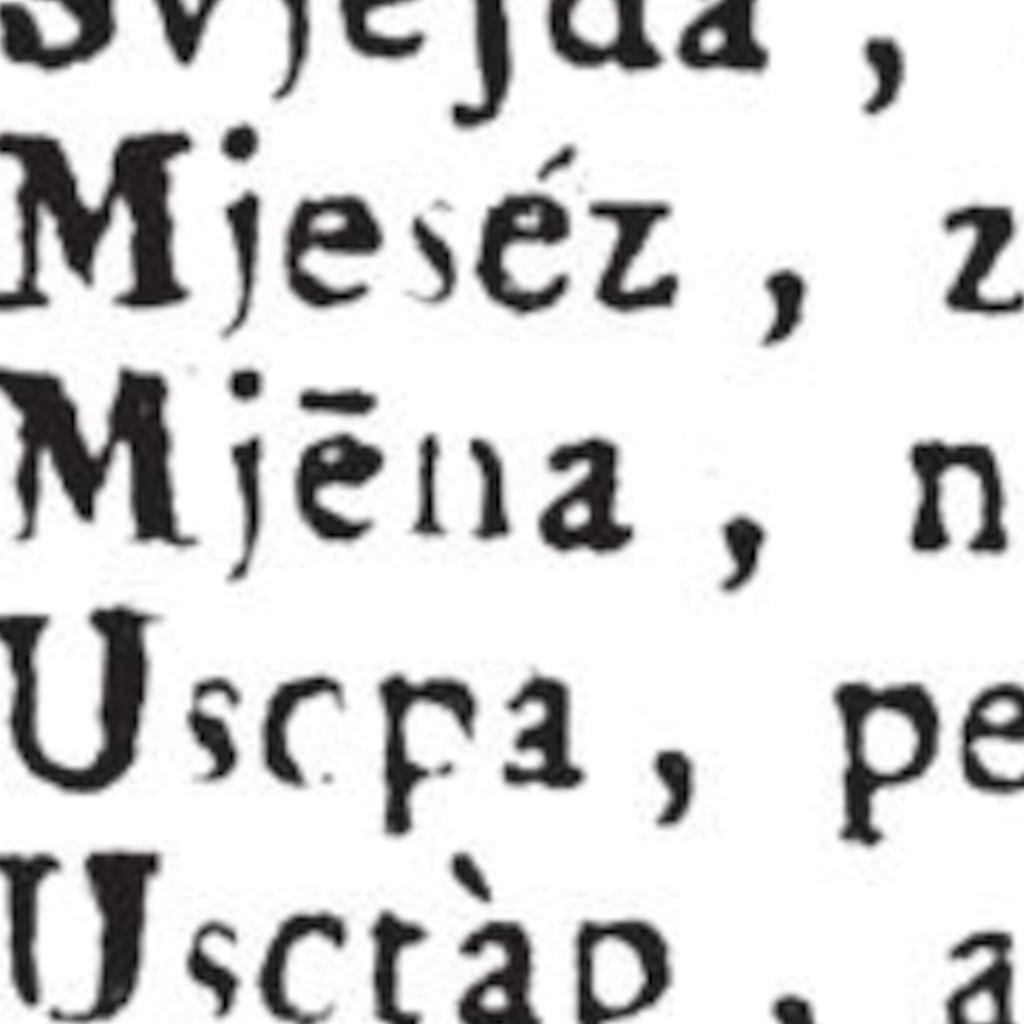 Svjejda ,
Mjeséz , z
Mjēna , n
Uscpa , pe
Usctàp , a